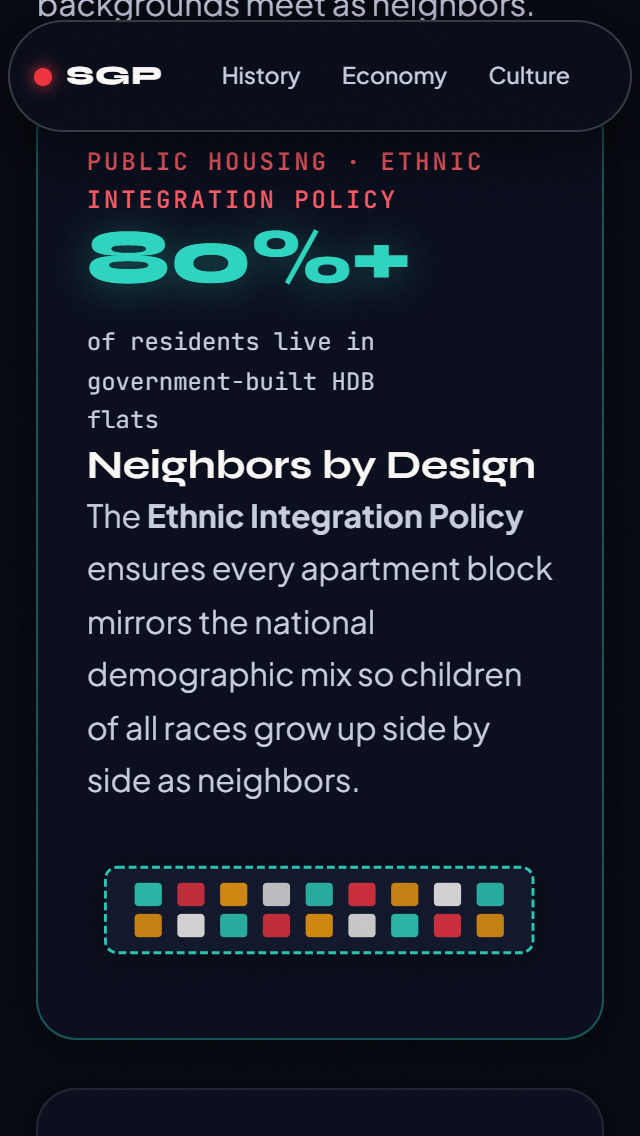 backgrounds meet as neighbors.
SGP History Economy Culture
PUBLIC HOUSING · ETHNIC
INTEGRATION POLICY
80%+
of residents live in
government-built HDB
flats
Neighbors by Design
The Ethnic Integration Policy
ensures every apartment block
mirrors the national
demographic mix so children
of all races grow up side by
side as neighbors.